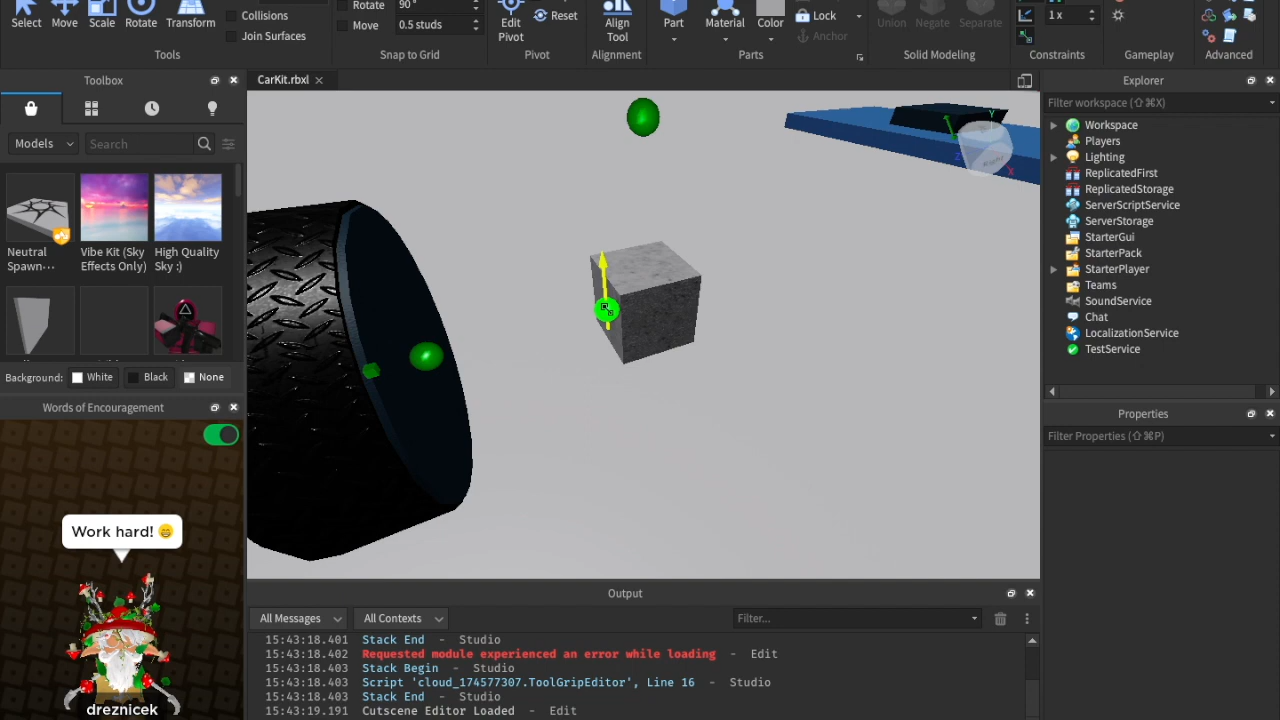 Select
Move
Scale
Rotate
Transform
Collisions
Join Surfaces
Tools
Rotate
90 °
Move
0.5 studs
Snap to Grid
Edit
Pivot
Reset
Pivot
Align
Tool
Alignment
Part
Material
Color
Lock
Anchor
Parts
Union
Negate
Separate
Solid Modeling
1 x
Constraints
Gameplay
Advanced
Toolbox
CarKit.rbxl
Explorer
Filter workspace (⇧⌘X)
Models
Search
Neutral
Spawn···
Vibe Kit (Sky
Effects Only)
High Quality
Sky :)
Background:
White
Black
None
Words of Encouragement
Work hard! 😁
dreznicek
Y
Z
X
Workspace
Players
Lighting
ReplicatedFirst
ReplicatedStorage
ServerScriptService
ServerStorage
StarterGui
StarterPack
StarterPlayer
Teams
SoundService
Chat
LocalizationService
TestService
Properties
Filter Properties (⇧⌘P)
Output
All Messages
All Contexts
Filter...
15:43:18.401 Stack End - Studio
15:43:18.402 Requested module experienced an error while loading - Edit
15:43:18.403 Stack Begin - Studio
15:43:18.403 Script 'cloud_174577307.ToolGripEditor', Line 16 - Studio
15:43:18.403 Stack End - Studio
15:43:19.191 Cutscene Editor Loaded - Edit